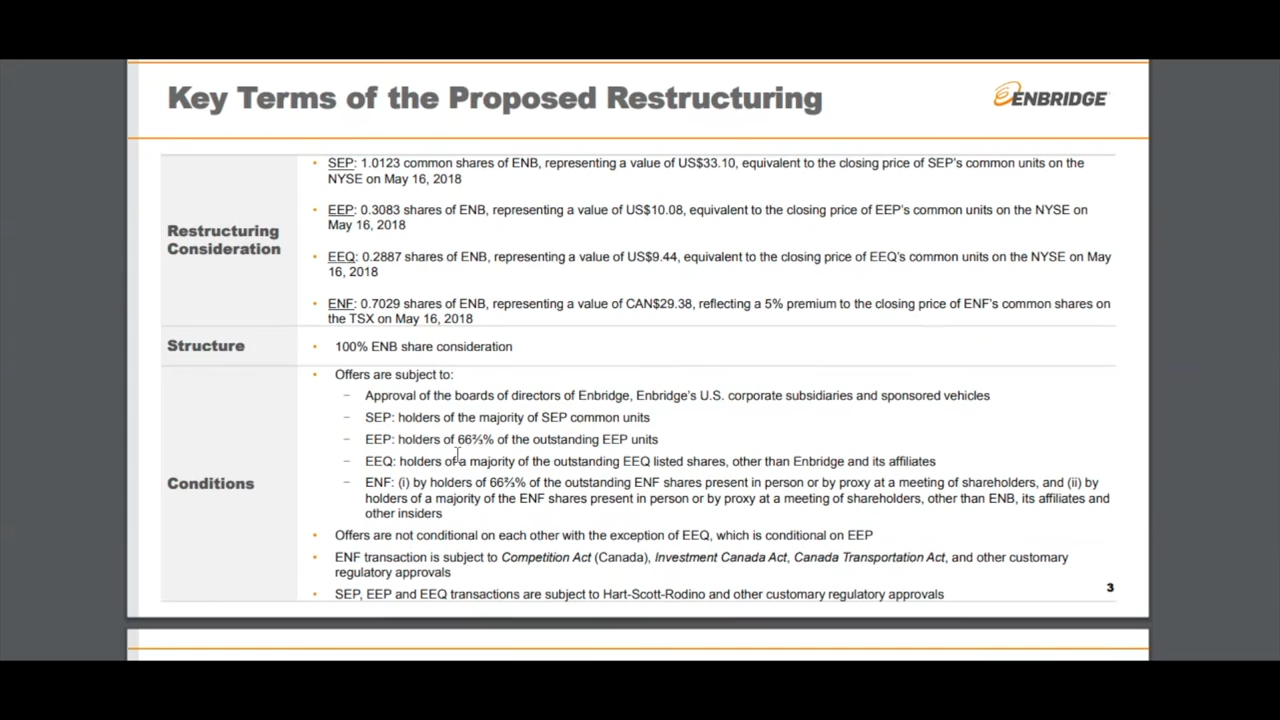 Key Terms of the Proposed Restructuring
ENBRIDGE
Restructuring
Consideration
• SEP: 1.0123 common shares of ENB, representing a value of US$33.10, equivalent to the closing price of SEP's common units on the
NYSE on May 16, 2018
• EEP: 0.3083 shares of ENB, representing a value of US$10.08, equivalent to the closing price of EEP's common units on the NYSE on
May 16, 2018
• EEQ: 0.2887 shares of ENB, representing a value of US$9.44, equivalent to the closing price of EEQ's common units on the NYSE on May
16, 2018
• ENF: 0.7029 shares of ENB, representing a value of CAN$29.38, reflecting a 5% premium to the closing price of ENF's common shares on
the TSX on May 16, 2018
Structure
• 100% ENB share consideration
Conditions
• Offers are subject to:
– Approval of the boards of directors of Enbridge, Enbridge's U.S. corporate subsidiaries and sponsored vehicles
– SEP: holders of the majority of SEP common units
– EEP: holders of 66⅔% of the outstanding EEP units
– EEQ: holders of a majority of the outstanding EEQ listed shares, other than Enbridge and its affiliates
– ENF: (i) by holders of 66⅔% of the outstanding ENF shares present in person or by proxy at a meeting of shareholders, and (ii) by
holders of a majority of the ENF shares present in person or by proxy at a meeting of shareholders, other than ENB, its affiliates and
other insiders
• Offers are not conditional on each other with the exception of EEQ, which is conditional on EEP
• ENF transaction is subject to Competition Act (Canada), Investment Canada Act, Canada Transportation Act, and other customary
regulatory approvals
• SEP, EEP and EEQ transactions are subject to Hart-Scott-Rodino and other customary regulatory approvals
3